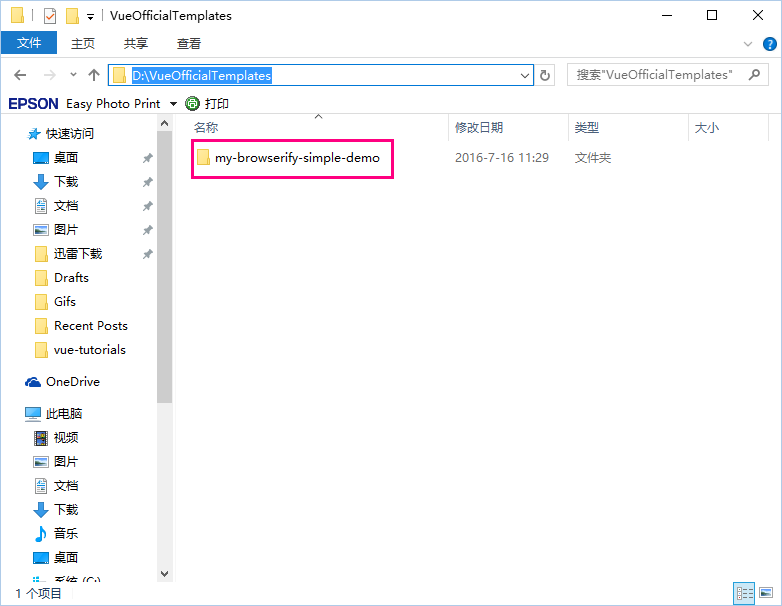 VueOfficialTemplates
文件 主页 共享 查看
D:\VueOfficialTemplates 搜索"VueOfficialTemplates"
EPSON Easy Photo Print 打印
名称 修改日期 类型 大小
my-browserify-simple-demo 2016-7-16 11:29 文件夹
快速访问
桌面
下载
文档
图片
迅雷下载
Drafts
Gifs
Recent Posts
vue-tutorials
OneDrive
此电脑
视频
图片
文档
下载
音乐
桌面
系统 (C:)
1 个项目